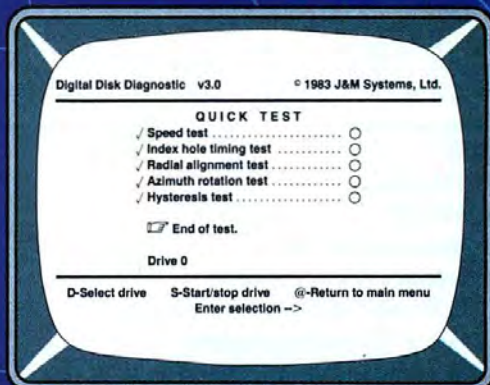 Digital Disk Diagnostic v3.0 © 1983 J&M Systems, Ltd.
QUICK TEST
√ Speed test ...................... ○
√ Index hole timing test ............ ○
√ Radial alignment test ............ ○
√ Azimuth rotation test ............ ○
√ Hysteresis test .................. ○
☞ End of test.
Drive 0
D-Select drive S-Start/stop drive @-Return to main menu
Enter selection -->